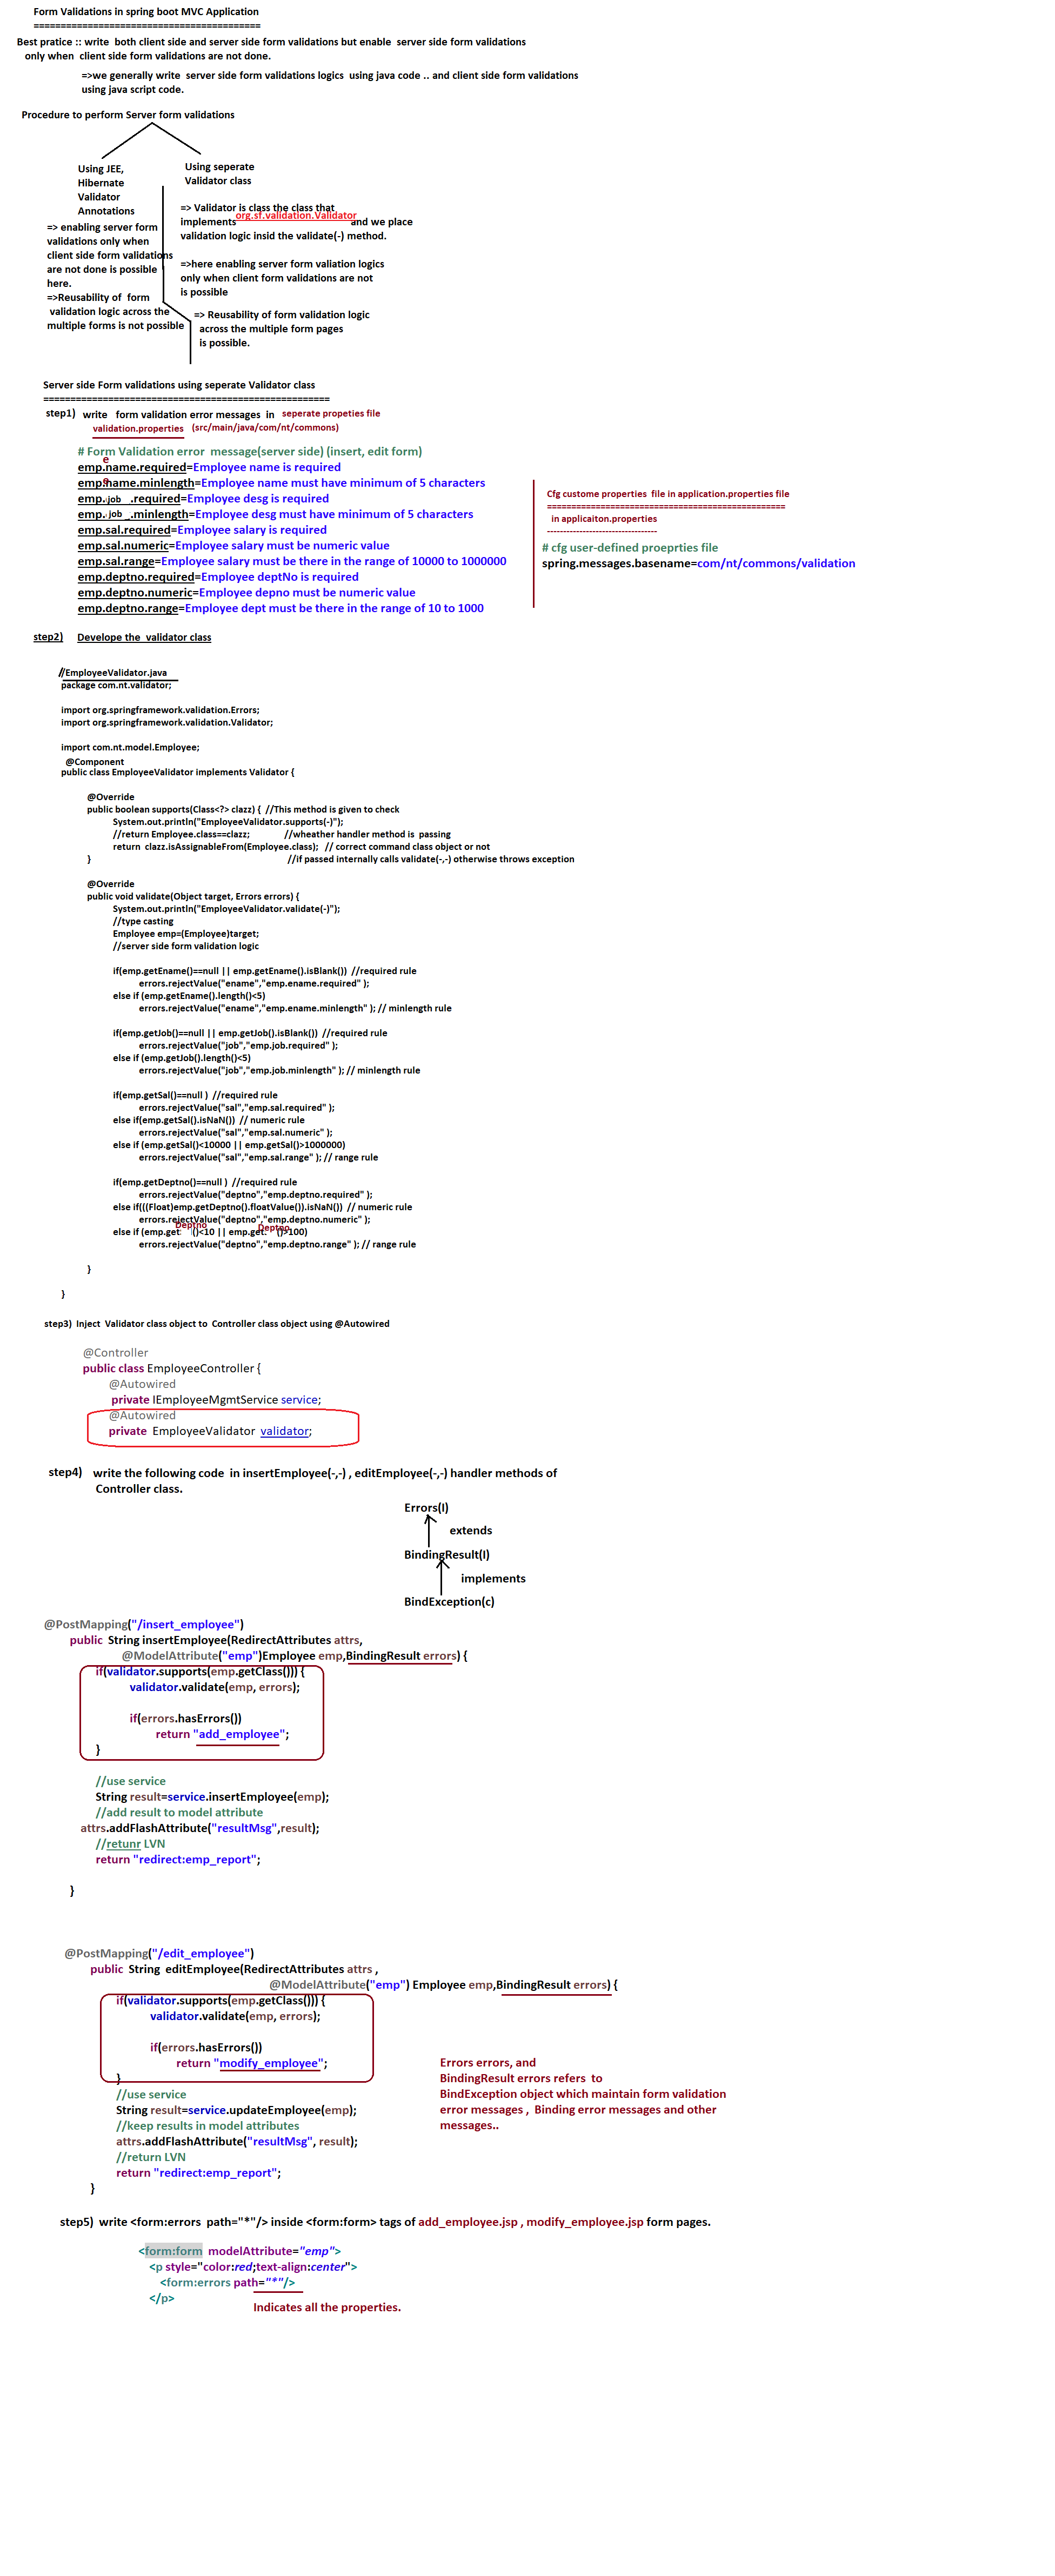 Form Validations in spring boot MVC Application
==========================================
Best pratice :: write  both client side and server side form validations but enable  server side form validations
only when  client side form validations are not done.
=>we generally write  server side form validations logics  using java code .. and client side form validations
using java script code.
Procedure to perform Server form validations
Using JEE,
Hibernate
Validator
Annotations
=> enabling server form
validations only when
client side form validations
are not done is possible
here.
=>Reusability of  form
validation logic across the
multiple forms is not possible
Using seperate
Validator class
=> Validator is class the class that
implements org.sf.validation.Validator and we place
validation logic insid the validate(-) method.
=>here enabling server form valiation logics
only when client form validations are not
is possible
=> Reusability of form validation logic
across the multiple form pages
is possible.
Server side Form validations using seperate Validator class
=====================================================
step1) write   form validation error messages  in  seperate propeties file
validation.properties  (src/main/java/com/nt/commons)
# Form Validation error  message(server side) (insert, edit form)
emp.ename.required=Employee name is required
emp.ename.minlength=Employee name must have minimum of 5 characters
emp.job.required=Employee desg is required
emp.job.minlength=Employee desg must have minimum of 5 characters
emp.sal.required=Employee salary is required
emp.sal.numeric=Employee salary must be numeric value
emp.sal.range=Employee salary must be there in the range of 10000 to 1000000
emp.deptno.required=Employee deptNo is required
emp.deptno.numeric=Employee depno must be numeric value
emp.deptno.range=Employee dept must be there in the range of 10 to 1000
Cfg custome properties  file in application.properties file
================================================
in applicaiton.properties
----------------------------------
# cfg user-defined proeprties file
spring.messages.basename=com/nt/commons/validation
step2) Develope the  validator class
//EmployeeValidator.java
package com.nt.validator;
import org.springframework.validation.Errors;
import org.springframework.validation.Validator;
import com.nt.model.Employee;
@Component
public class EmployeeValidator implements Validator {
@Override
public boolean supports(Class<?> clazz) {  //This method is given to check
System.out.println("EmployeeValidator.supports(-)");
//return Employee.class==clazz;  //wheather handler method is  passing
return  clazz.isAssignableFrom(Employee.class);   // correct command class object or not
}  //if passed internally calls validate(-,-) otherwise throws exception
@Override
public void validate(Object target, Errors errors) {
System.out.println("EmployeeValidator.validate(-)");
//type casting
Employee emp=(Employee)target;
//server side form validation logic
if(emp.getEname()==null || emp.getEname().isBlank())  //required rule
errors.rejectValue("ename","emp.ename.required" );
else if (emp.getEname().length()<5)
errors.rejectValue("ename","emp.ename.minlength" ); // minlength rule
if(emp.getJob()==null || emp.getJob().isBlank())  //required rule
errors.rejectValue("job","emp.job.required" );
else if (emp.getJob().length()<5)
errors.rejectValue("job","emp.job.minlength" ); // minlength rule
if(emp.getSal()==null )  //required rule
errors.rejectValue("sal","emp.sal.required" );
else if(emp.getSal().isNaN())  // numeric rule
errors.rejectValue("sal","emp.sal.numeric" );
else if (emp.getSal()<10000 || emp.getSal()>1000000)
errors.rejectValue("sal","emp.sal.range" ); // range rule
if(emp.getDeptno()==null )  //required rule
errors.rejectValue("deptno","emp.deptno.required" );
else if(((Float)emp.getDeptno().floatValue()).isNaN())  // numeric rule
errors.rejectValue("deptno","emp.deptno.numeric" );
else if (emp.getDeptno()<10 || emp.getDeptno()>100)
errors.rejectValue("deptno","emp.deptno.range" ); // range rule
}
}
step3)  Inject  Validator class object to  Controller class object using @Autowired
@Controller
public class EmployeeController {
@Autowired
private IEmployeeMgmtService service;
@Autowired
private  EmployeeValidator  validator;
step4) write the following code  in insertEmployee(-,-) , editEmployee(-,-) handler methods of
Controller class.
Errors(I)
extends
BindingResult(I)
implements
BindException(c)
@PostMapping("/insert_employee")
public  String insertEmployee(RedirectAttributes attrs,
@ModelAttribute("emp")Employee emp,BindingResult errors) {
if(validator.supports(emp.getClass())) {
validator.validate(emp, errors);
if(errors.hasErrors())
return "add_employee";
}
//use service
String result=service.insertEmployee(emp);
//add result to model attribute
attrs.addFlashAttribute("resultMsg",result);
//retunr LVN
return "redirect:emp_report";
}
@PostMapping("/edit_employee")
public  String  editEmployee(RedirectAttributes attrs ,
@ModelAttribute("emp") Employee emp,BindingResult errors) {
if(validator.supports(emp.getClass())) {
validator.validate(emp, errors);
if(errors.hasErrors())
return "modify_employee";
}
//use service
String result=service.updateEmployee(emp);
//keep results in model attributes
attrs.addFlashAttribute("resultMsg", result);
//return LVN
return "redirect:emp_report";
}
Errors errors, and
BindingResult errors refers  to
BindException object which maintain form validation
error messages ,  Binding error messages and other
messages..
step5)  write <form:errors  path="*"/> inside <form:form> tags of add_employee.jsp , modify_employee.jsp form pages.
<form:form  modelAttribute="emp">
<p style="color:red;text-align:center">
<form:errors path="*"/>
</p>
Indicates all the properties.